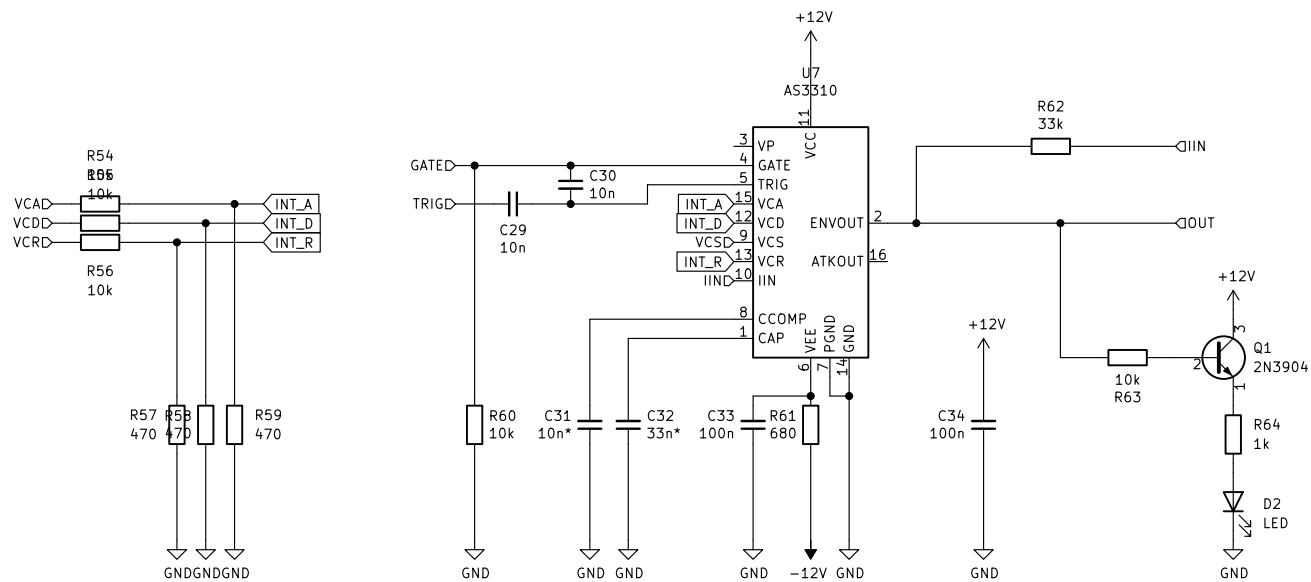 +12V
U7
AS3310
11
VCC
R62
33k
3 VP
4 GATE
5 TRIG
15 VCA
12 VCD
9 VCS
13 VCR
10 IIN
8 CCOMP
1 CAP
ENVOUT 2
ATKOUT 16
VEE
PGND
GND
6
7
14
R54
10k
VCA
VCD
VCR
INT_A
INT_D
INT_R
R56
10k
GATE
TRIG
C30
10n
C29
10n
INT_A
INT_D
VCS
INT_R
IIN
IIN
OUT
+12V
+12V
3
Q1
2N3904
2
1
10k
R63
R57
470
R58
470
R59
470
R60
10k
C31
10n*
C32
33n*
C33
100n
R61
680
C34
100n
R64
1k
D2
LED
GND
GND
GND
GND
GND
GND
GND
-12V
GND
GND
GND